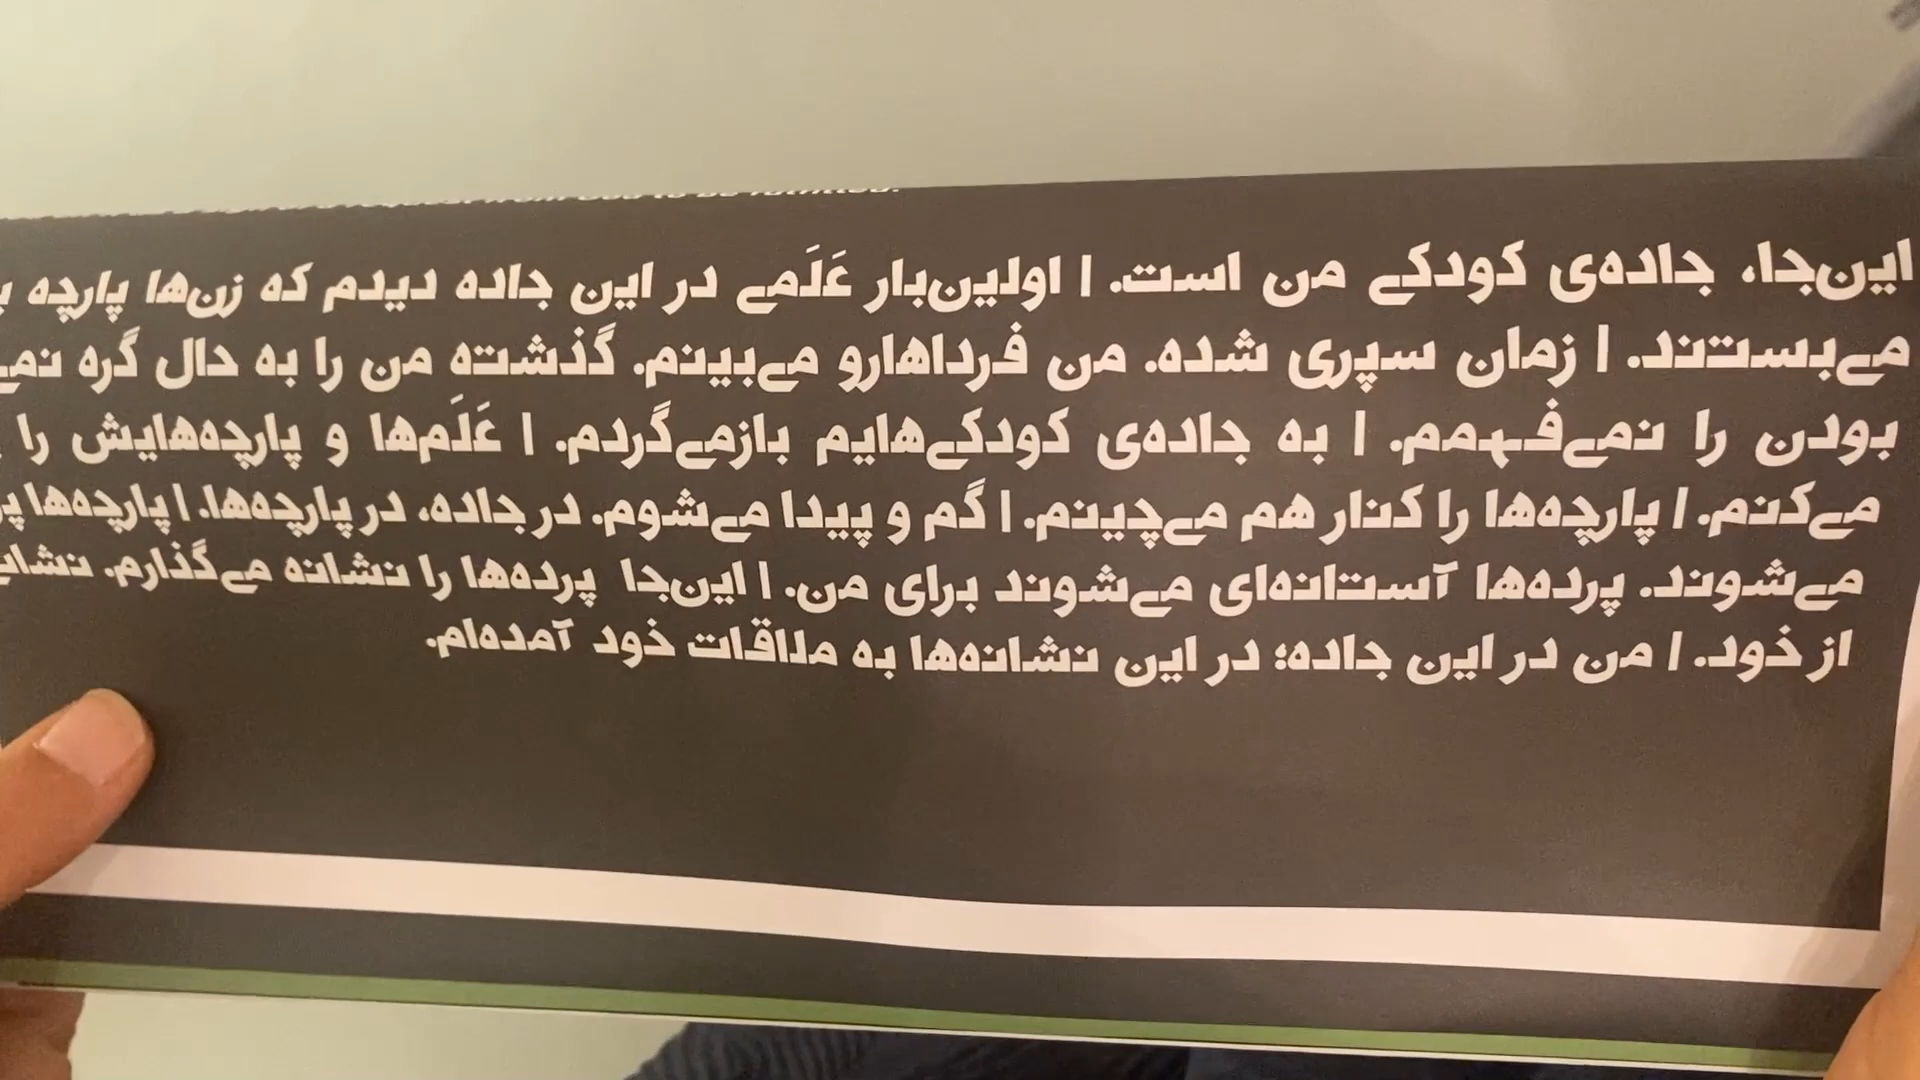 این‌جا، جاده‌ی کودکی من است. | اولین‌بار عَلَمی در این جاده دیدم که زن‌ها پارچه
می‌بستند. | زمان سپری شده. من فرداهارو می‌بینم. گذشته من را به حال گره
بودن را نمی‌فهمم. | به جاده‌ی کودکی‌هایم بازمی‌گردم. | عَلَم‌ها و پارچه‌هایش را
می‌کنم. | پارچه‌ها را کنار هم می‌چینم. | گم و پیدا می‌شوم. در جاده، در پارچه‌ها. | پارچه‌ها
می‌شوند. پرده‌ها آستانه‌ای می‌شوند برای من. | این‌جا پرده‌ها را نشانه می‌گذارم.
از خود. | من در این جاده؛ در این نشانه‌ها به ملاقات خود آمده‌ام.